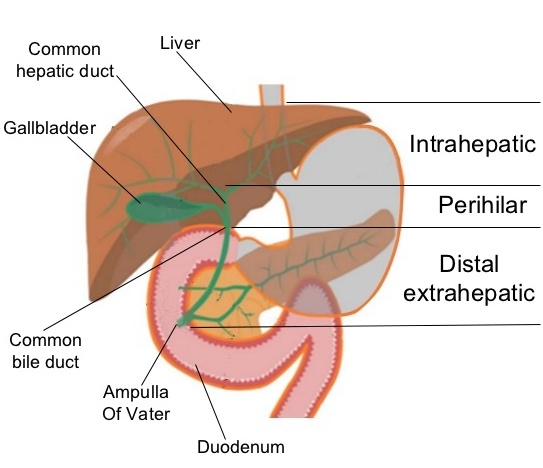 Common
hepatic duct
Liver
Gallbladder
Intrahepatic
Perihilar
Distal
extrahepatic
Common
bile duct
Ampulla
Of Vater
Duodenum